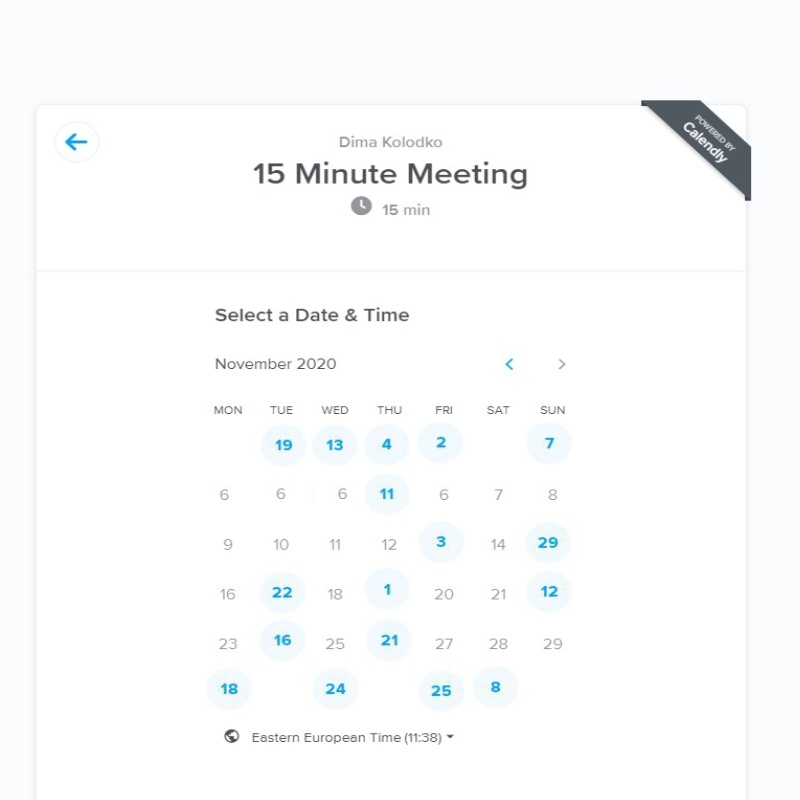 POWERED BY
Calendly
Dima Kolodko
15 Minute Meeting
15 min
Select a Date & Time
November 2020
MON TUE WED THU FRI SAT SUN
19 13 4 2 7
6 6 6 11 6 7 8
9 10 11 12 3 14 29
16 22 18 1 20 21 12
23 16 25 21 27 28 29
18 24 25 8
Eastern European Time (11:38)